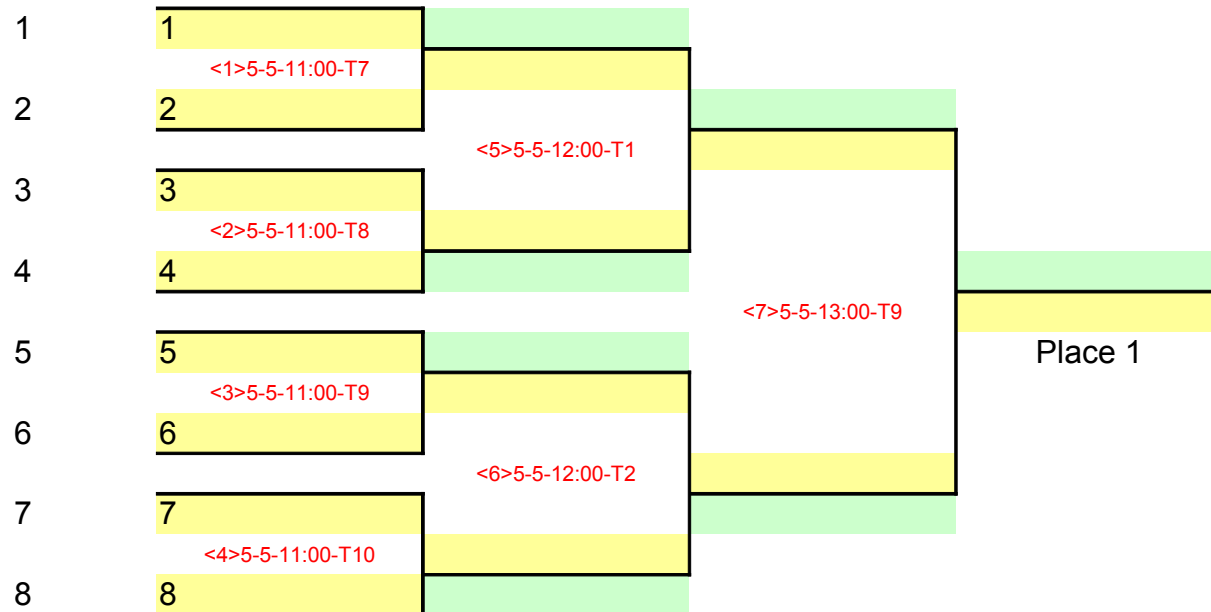 1 1
<1>5-5-11:00-T7
2 2
<5>5-5-12:00-T1
3 3
<2>5-5-11:00-T8
4 4
<7>5-5-13:00-T9
5 5
Place 1
<3>5-5-11:00-T9
6 6
<6>5-5-12:00-T2
7 7
<4>5-5-11:00-T10
8 8